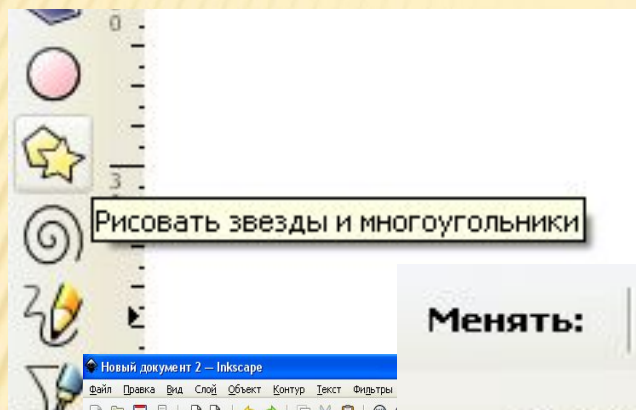 0
3
Рисовать звезды и многоугольники
Менять:
Новый документ 2 — Inkscape
Файл Правка Вид Слой Объект Контур Текст Фильтры